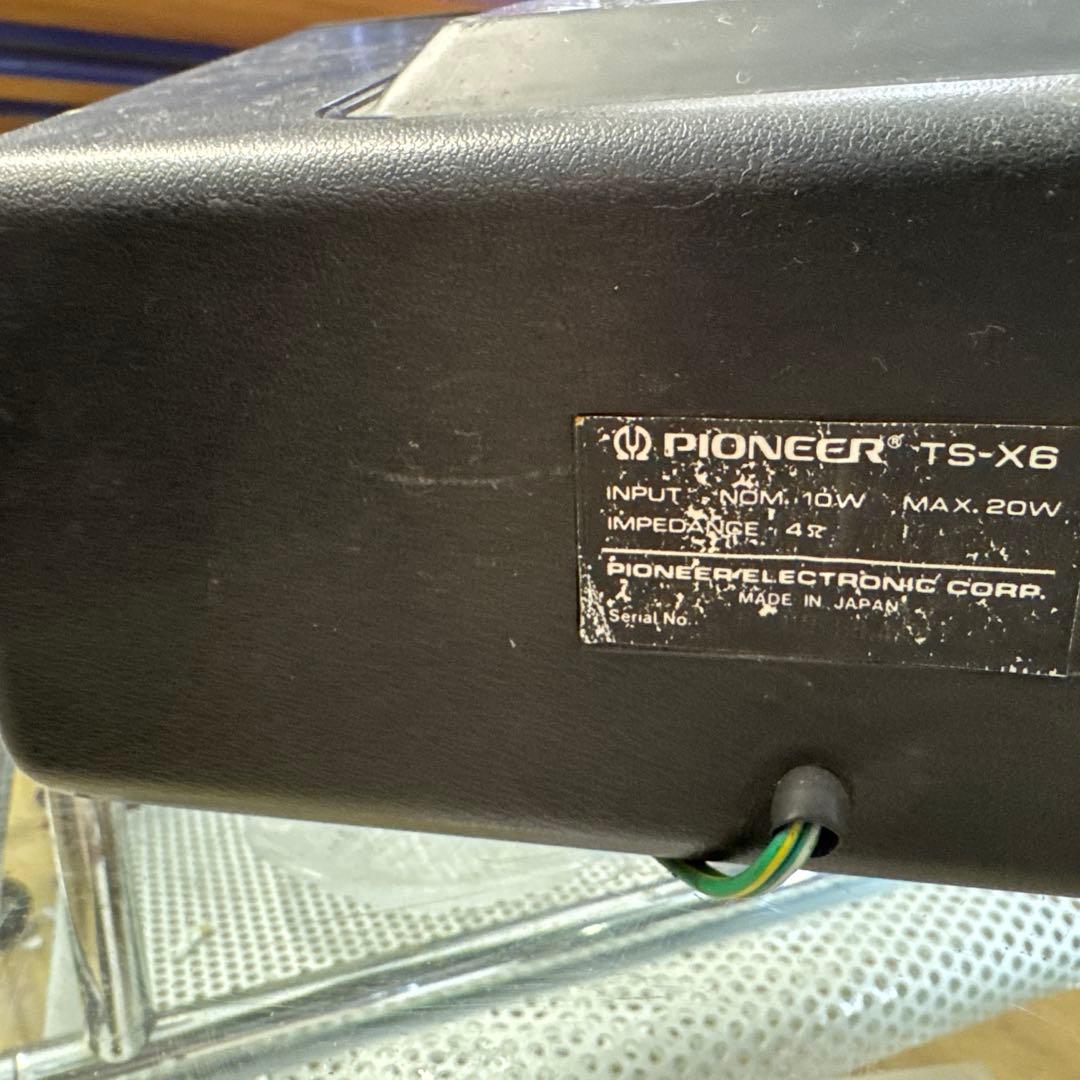 PIONEER® TS-X6
INPUT NOM. 10W MAX. 20W
IMPEDANCE 4Ω
PIONEER ELECTRONIC CORP.
MADE IN JAPAN
Serial No.